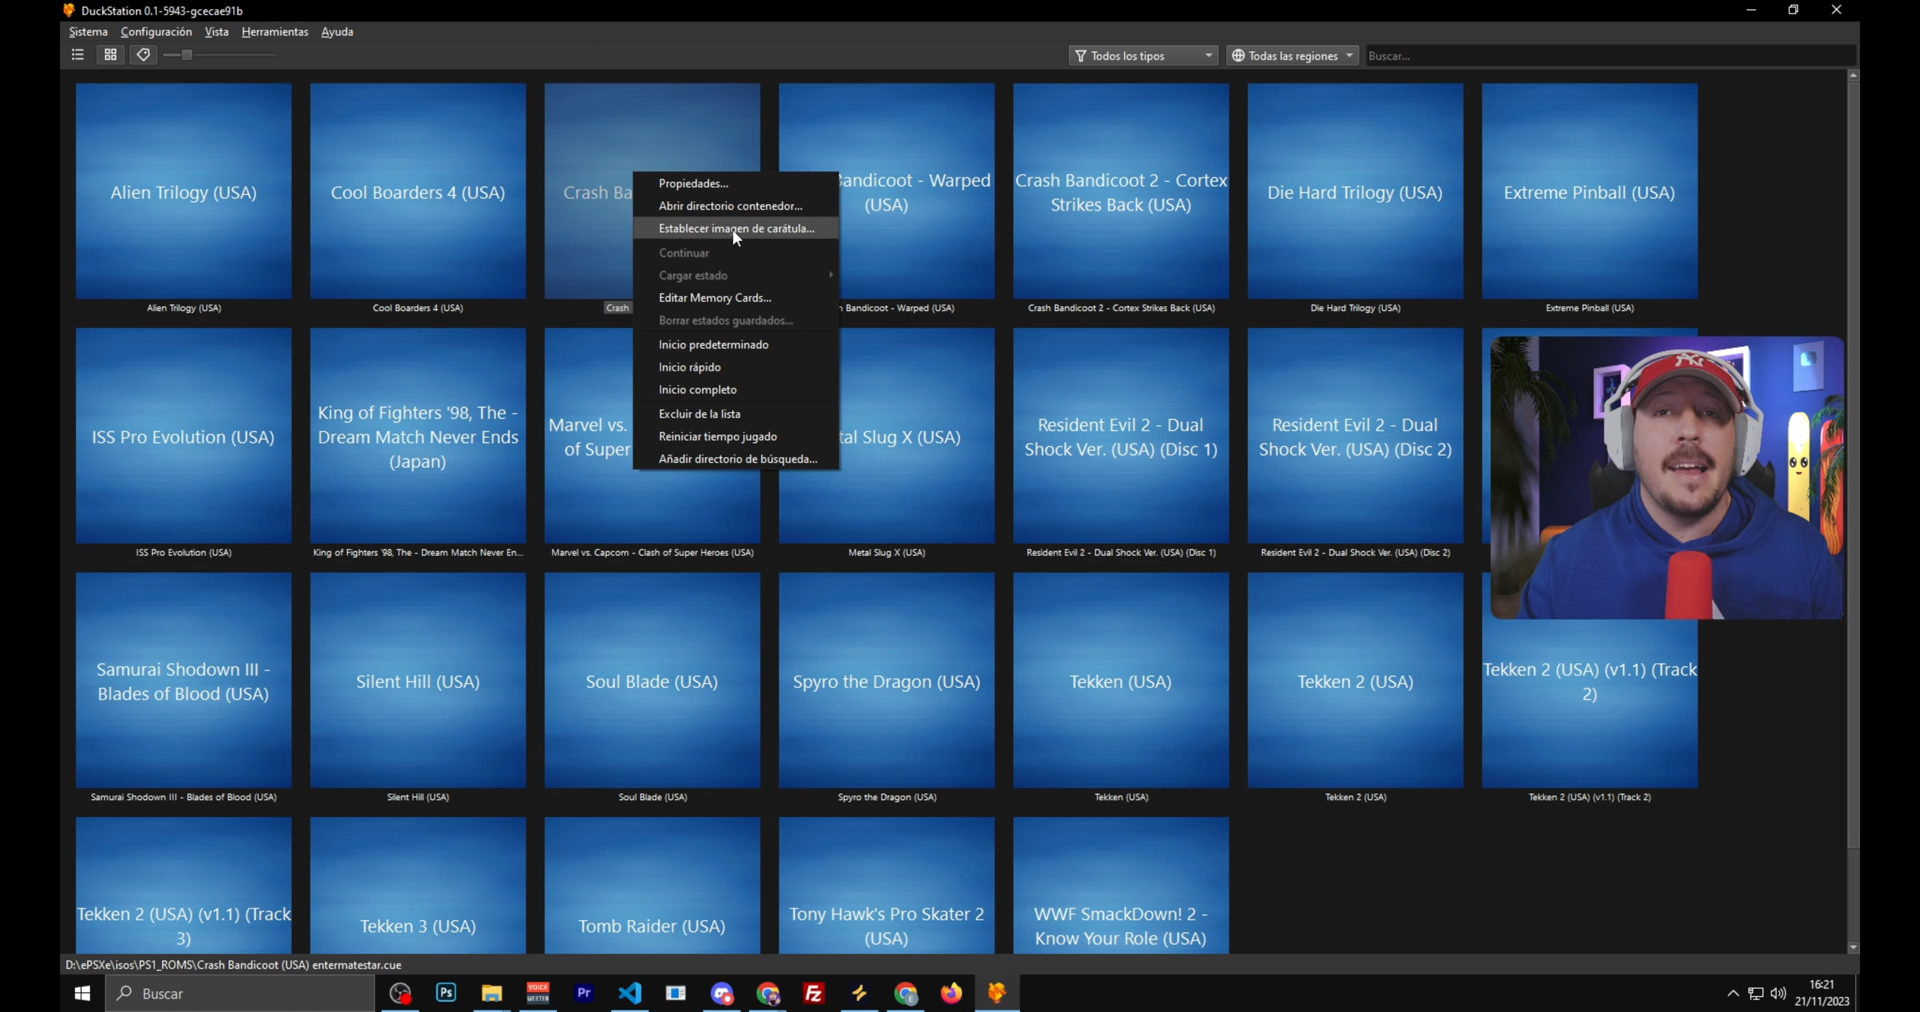 DuckStation 0.1-5943-gcecae91b
Sistema Configuración Vista Herramientas Ayuda
Todos los tipos Todas las regiones Buscar...
Alien Trilogy (USA)
Cool Boarders 4 (USA)
Crash Ba
Bandicoot - Warped
(USA)
Crash Bandicoot 2 - Cortex
Strikes Back (USA)
Die Hard Trilogy (USA)
Extreme Pinball (USA)
Propiedades...
Abrir directorio contenedor...
Establecer imagen de carátula...
Continuar
Cargar estado
Editar Memory Cards...
Borrar estados guardados...
Inicio predeterminado
Inicio rápido
Inicio completo
Excluir de la lista
Reiniciar tiempo jugado
Añadir directorio de búsqueda...
Alien Trilogy (USA)
Cool Boarders 4 (USA)
Crash
h Bandicoot - Warped (USA)
Crash Bandicoot 2 - Cortex Strikes Back (USA)
Die Hard Trilogy (USA)
Extreme Pinball (USA)
ISS Pro Evolution (USA)
King of Fighters '98, The -
Dream Match Never Ends
(Japan)
Marvel vs.
of Super
tal Slug X (USA)
Resident Evil 2 - Dual
Shock Ver. (USA) (Disc 1)
Resident Evil 2 - Dual
Shock Ver. (USA) (Disc 2)
ISS Pro Evolution (USA)
King of Fighters '98, The - Dream Match Never En...
Marvel vs. Capcom - Clash of Super Heroes (USA)
Metal Slug X (USA)
Resident Evil 2 - Dual Shock Ver. (USA) (Disc 1)
Resident Evil 2 - Dual Shock Ver. (USA) (Disc 2)
Samurai Shodown III -
Blades of Blood (USA)
Silent Hill (USA)
Soul Blade (USA)
Spyro the Dragon (USA)
Tekken (USA)
Tekken 2 (USA)
Tekken 2 (USA) (v1.1) (Track
2)
Samurai Shodown III - Blades of Blood (USA)
Silent Hill (USA)
Soul Blade (USA)
Spyro the Dragon (USA)
Tekken (USA)
Tekken 2 (USA)
Tekken 2 (USA) (v1.1) (Track 2)
Tekken 2 (USA) (v1.1) (Track
3)
Tekken 3 (USA)
Tomb Raider (USA)
Tony Hawk's Pro Skater 2
(USA)
WWF SmackDown! 2 -
Know Your Role (USA)
D:\ePSXe\isos\PS1_ROMS\Crash Bandicoot (USA) entermatestar.cue
Buscar
Ps
VOICE
MEETER
Pr
Fz
16:21
21/11/2023